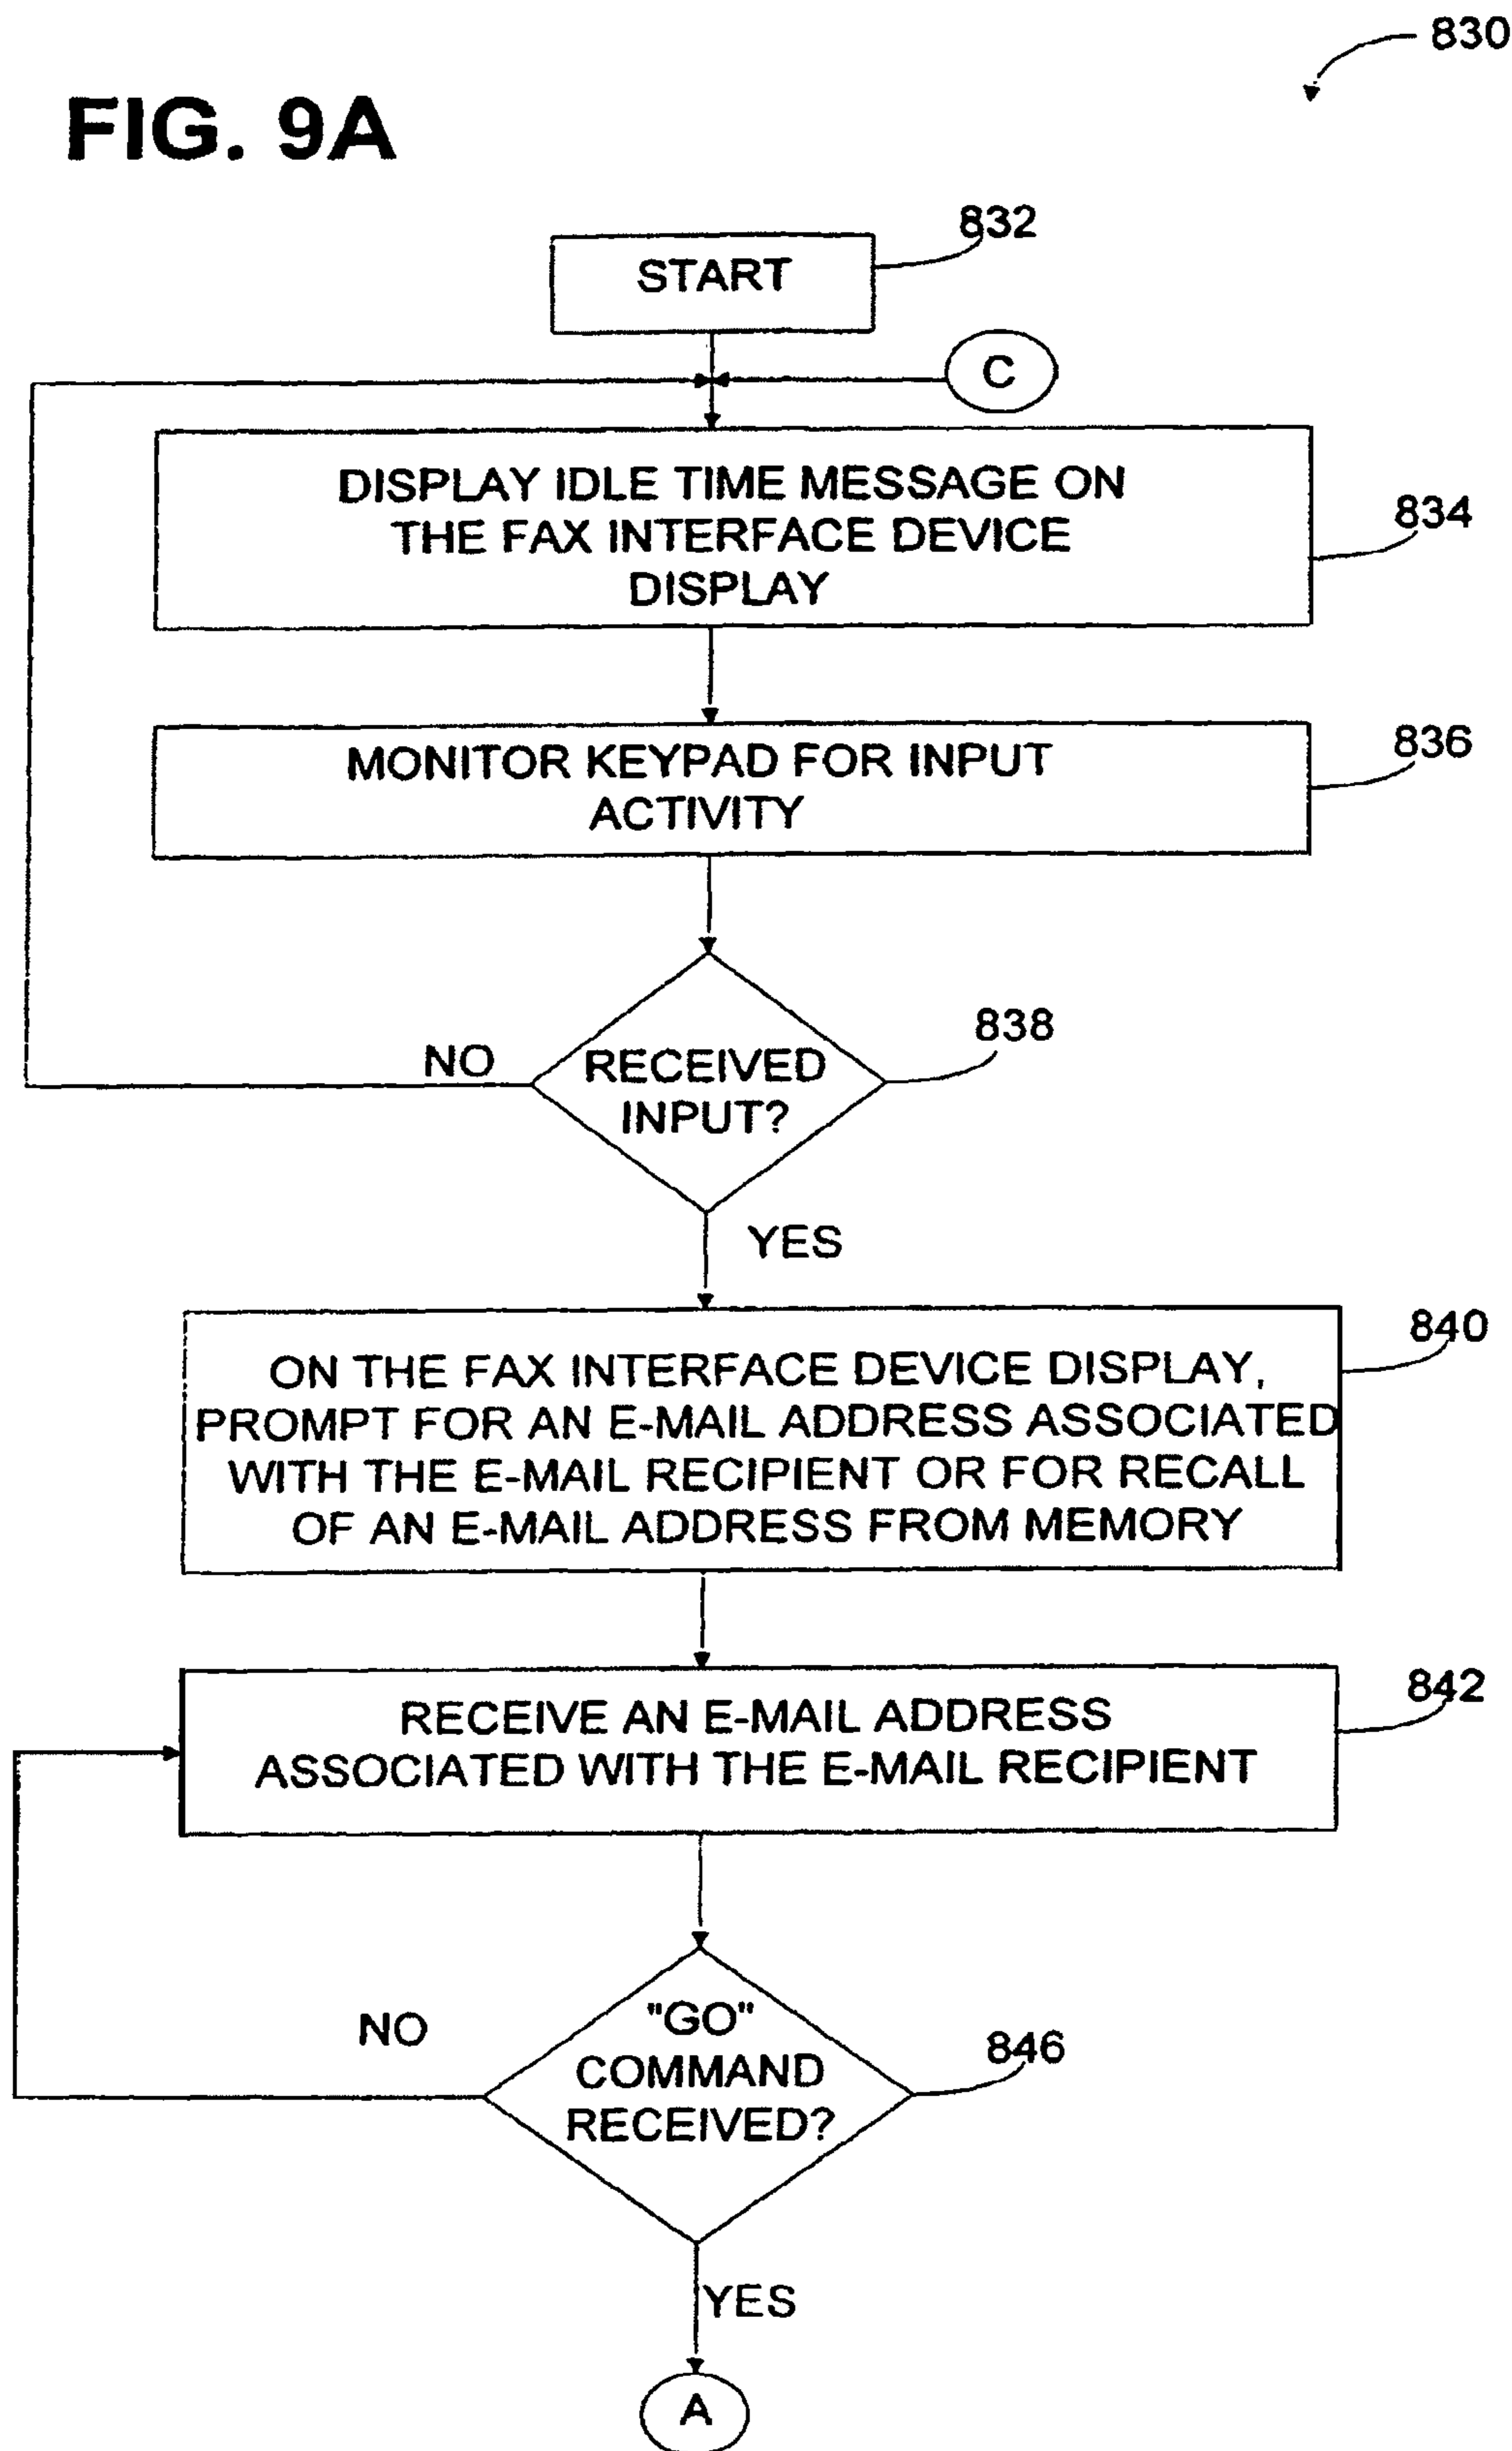 830
FIG. 9A
832
START
C
DISPLAY IDLE TIME MESSAGE ON
THE FAX INTERFACE DEVICE
DISPLAY
834
MONITOR KEYPAD FOR INPUT
ACTIVITY
836
838
NO
RECEIVED
INPUT?
YES
840
ON THE FAX INTERFACE DEVICE DISPLAY,
PROMPT FOR AN E-MAIL ADDRESS ASSOCIATED
WITH THE E-MAIL RECIPIENT OR FOR RECALL
OF AN E-MAIL ADDRESS FROM MEMORY
842
RECEIVE AN E-MAIL ADDRESS
ASSOCIATED WITH THE E-MAIL RECIPIENT
NO
"GO"
COMMAND
RECEIVED?
846
YES
A